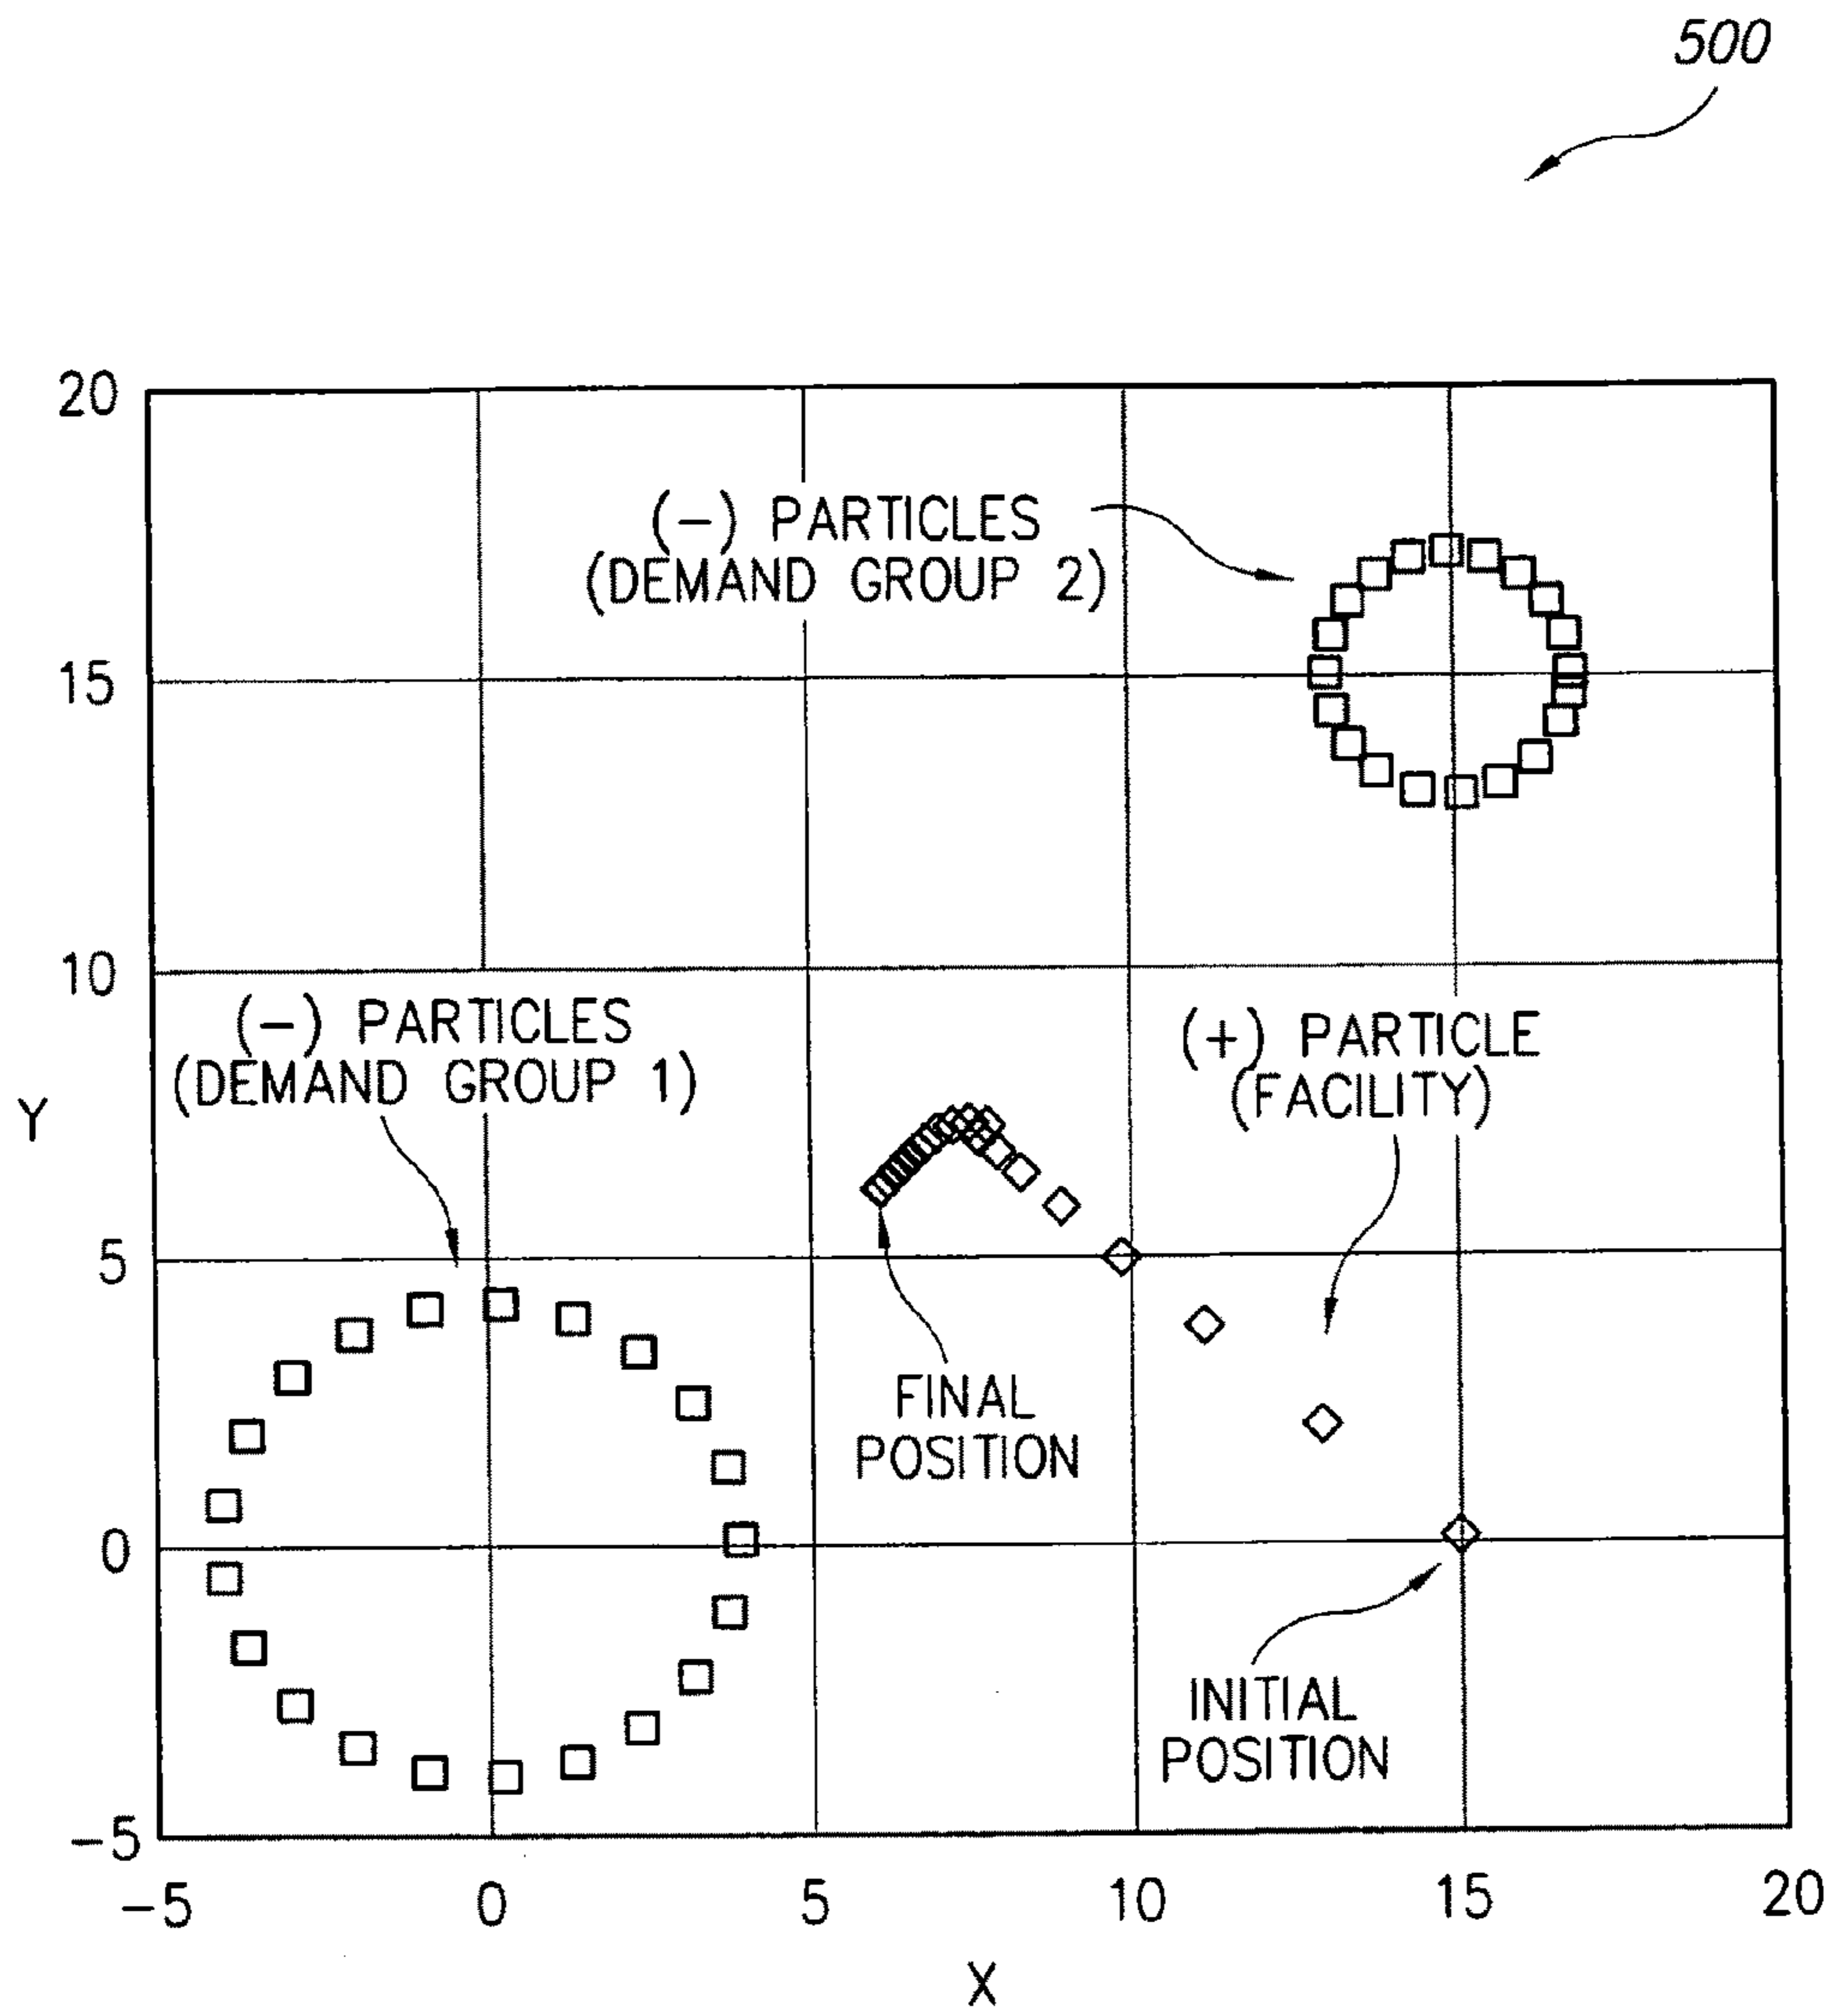 500
20
(-) PARTICLES
(DEMAND GROUP 2)
15
10
(-) PARTICLES
(DEMAND GROUP 1)
(+) PARTICLE
(FACILITY)
Y
5
FINAL
POSITION
0
INITIAL
POSITION
-5
-5 0 5 10 15 20
X